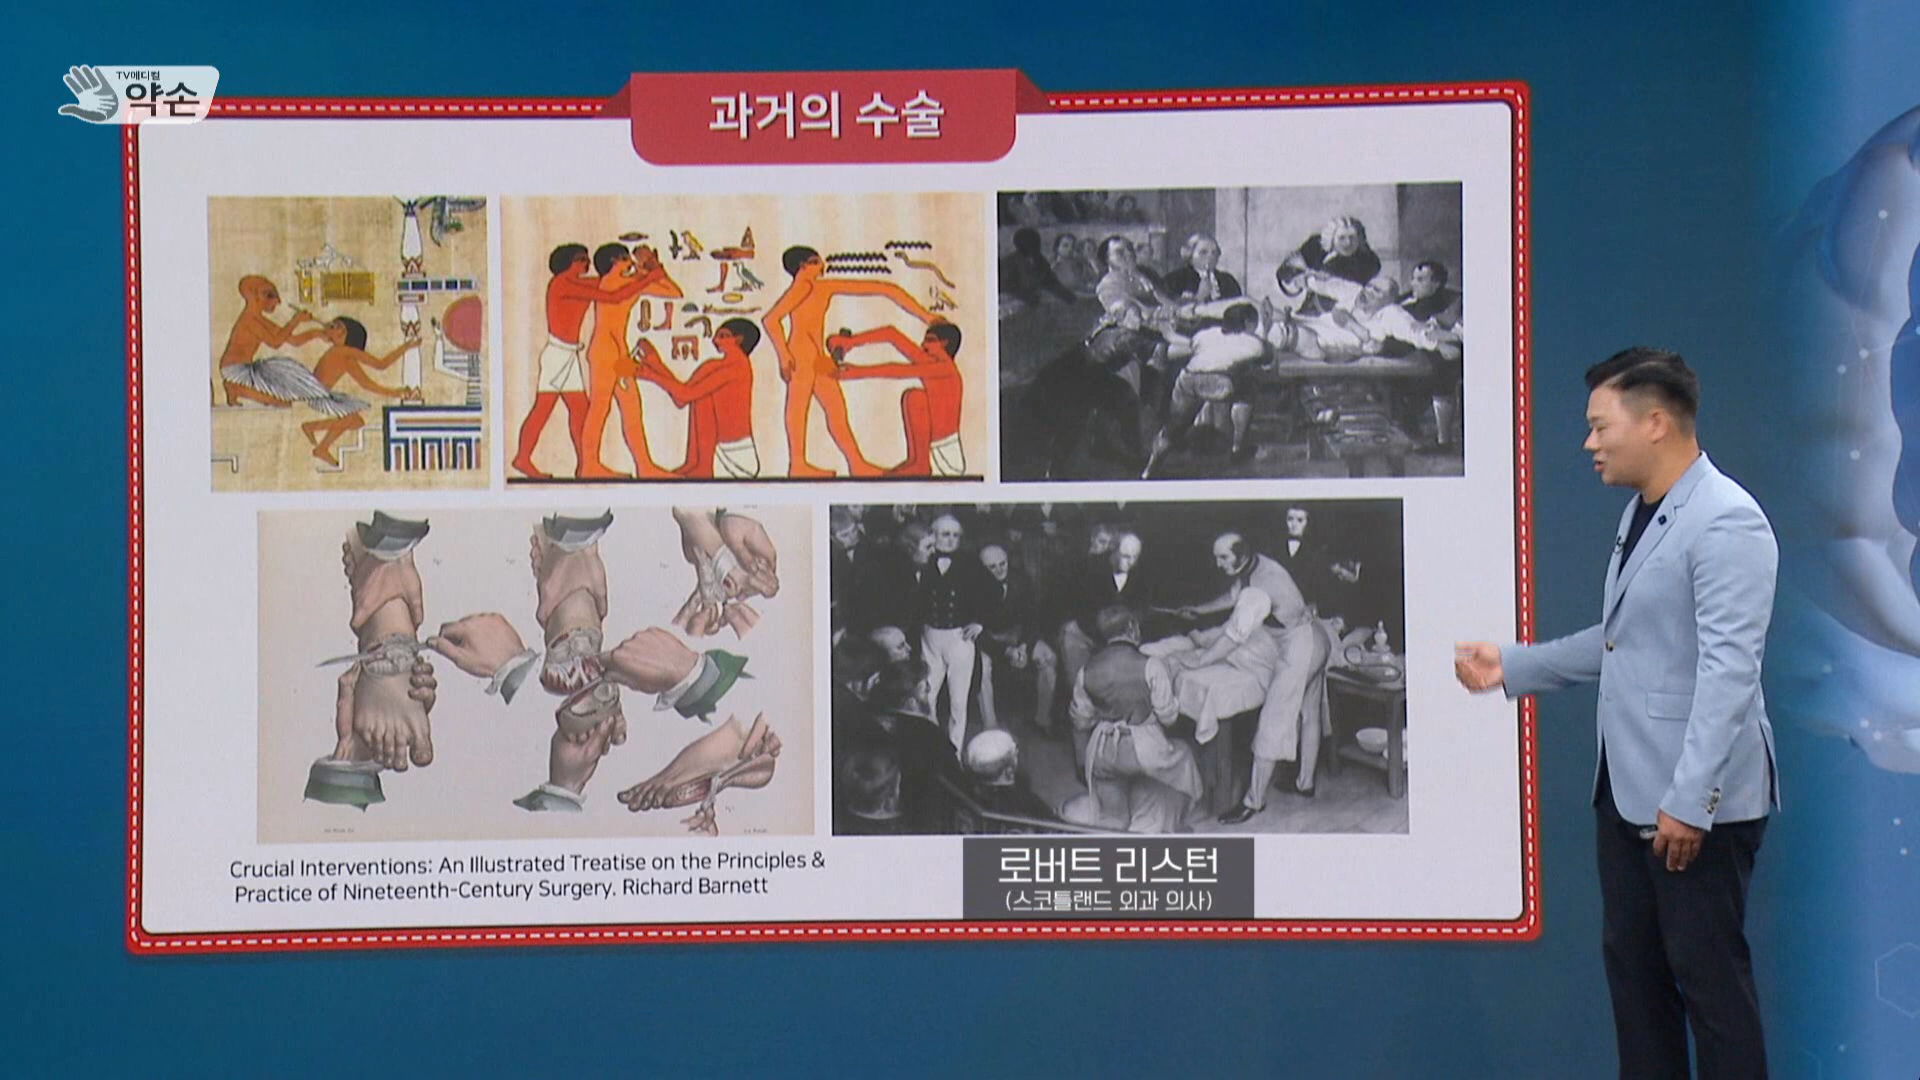 TV메디컬
약손
과거의 수술
Crucial Interventions: An Illustrated Treatise on the Principles &
Practice of Nineteenth-Century Surgery. Richard Barnett
로버트 리스턴
(스코틀랜드 외과 의사)